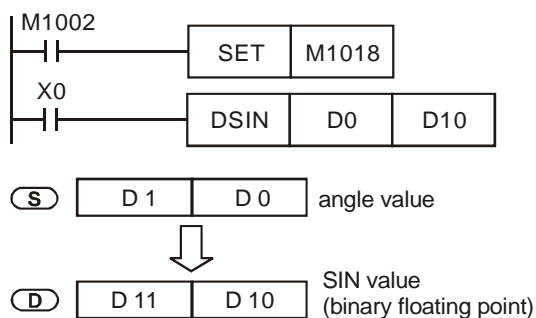 M1002
SET M1018
X0
DSIN D0 D10
S D 1 D 0 angle value
D D 11 D 10 SIN value
(binary floating point)